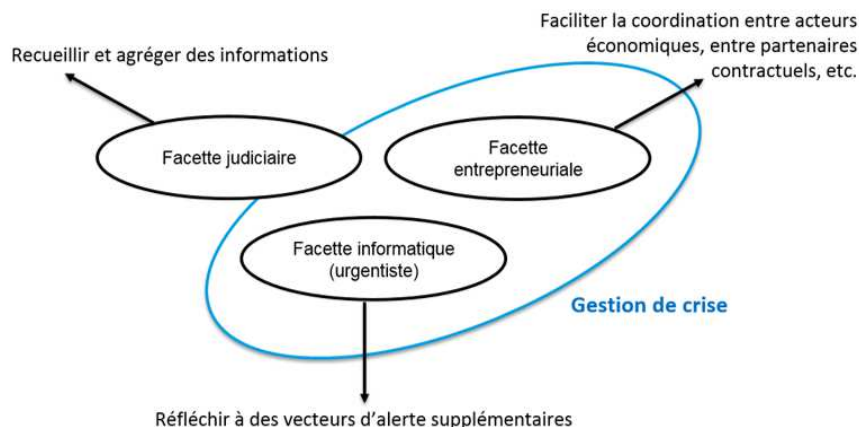 Faciliter la coordination entre acteurs
économiques, entre partenaires
contractuels, etc.
Recueillir et agréger des informations
Facette judiciaire
Facette
entrepreneuriale
Facette informatique
(urgentiste)
Gestion de crise
Réfléchir à des vecteurs d'alerte supplémentaires